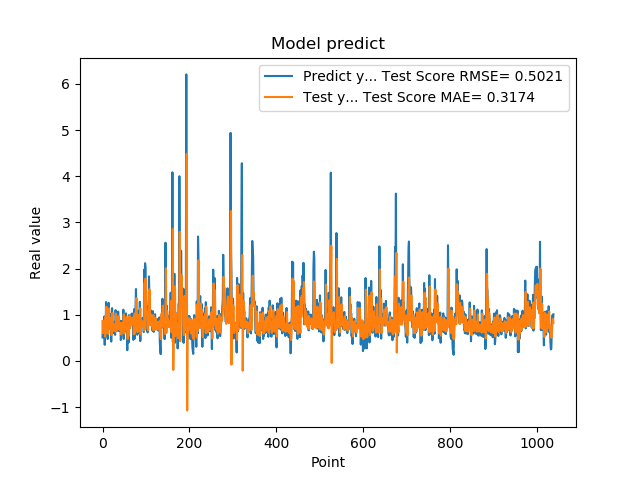 Model predict
Predict y... Test Score RMSE= 0.5021
Test y... Test Score MAE= 0.3174
Real value
6
5
4
3
2
1
0
−1
0 200 400 600 800 1000
Point